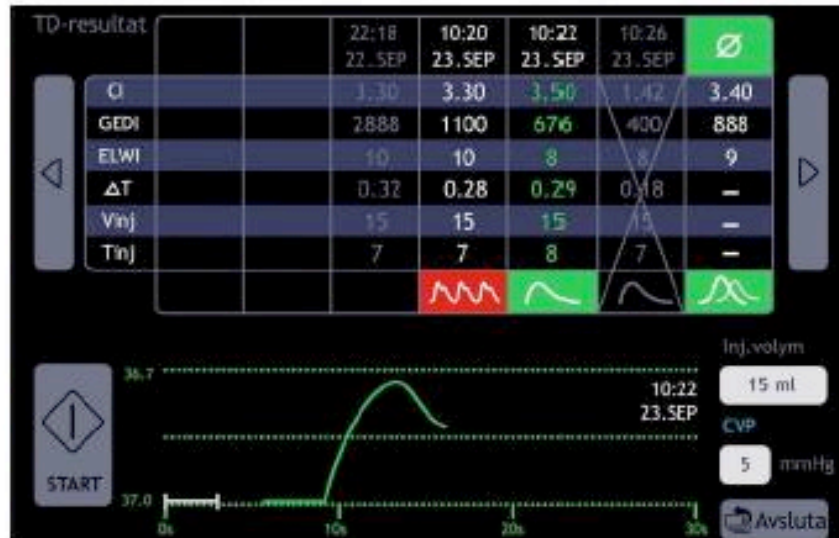 TD-resultat
22:18 10:20 10:22 10:26 Ø
22.SEP 23.SEP 23.SEP 23.SEP
CI 3.30 3.30 3.50 1.42 3.40
GEDI 2888 1100 676 400 888
ELWI 10 10 8 8 9
ΔT 0.32 0.28 0.29 0.18 –
Vinj 15 15 15 15 –
Tinj 7 7 8 7 –
Inj.volym
36.7
10:22
15 ml
23.SEP
CVP
5 mmHg
START
37.0
Avsluta
0s 10s 20s 30s